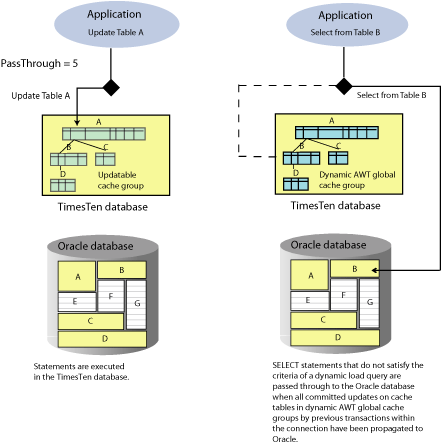 Application
Update Table A
PassThrough = 5
Update Table A
A
B
C
D
Updatable
cache group
TimesTen database
Oracle database
A
B
E
F
G
C
D
Statements are executed
in the TimesTen database.
Application
Select from Table B
Select from Table B
A
B
C
D
Dynamic AWT global
cache group
TimesTen database
Oracle database
A
B
E
F
G
C
D
SELECT statements that do not satisfy the
criteria of a dynamic load query are
passed through to the Oracle database
when all committed updates on cache
tables in dynamic AWT global cache
groups by previous transactions within
the connection have been propagated to
Oracle.